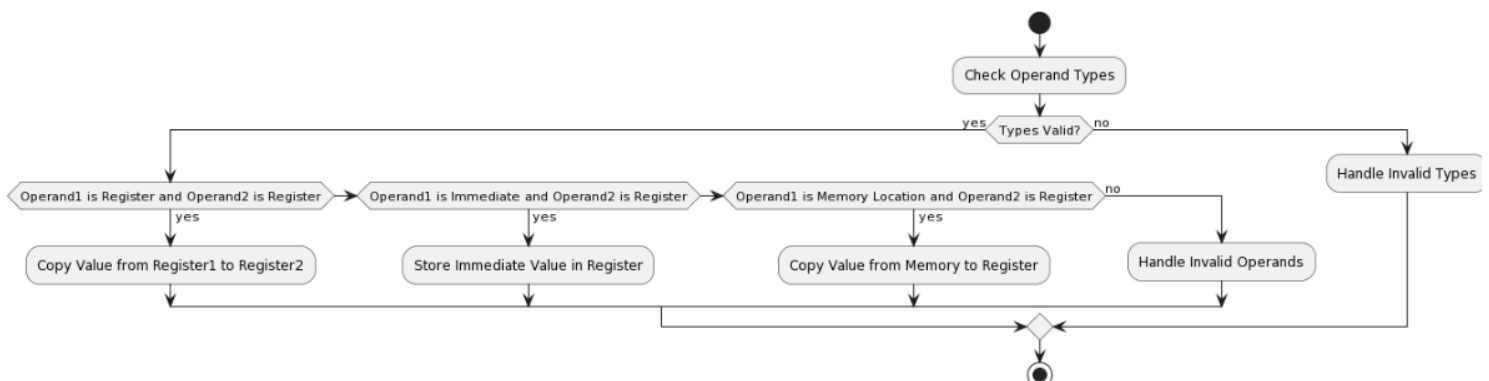 Check Operand Types
yes
Types Valid?
no
Operand1 is Register and Operand2 is Register
yes
Copy Value from Register1 to Register2
Operand1 is Immediate and Operand2 is Register
yes
Store Immediate Value in Register
Operand1 is Memory Location and Operand2 is Register
yes
Copy Value from Memory to Register
no
Handle Invalid Operands
Handle Invalid Types